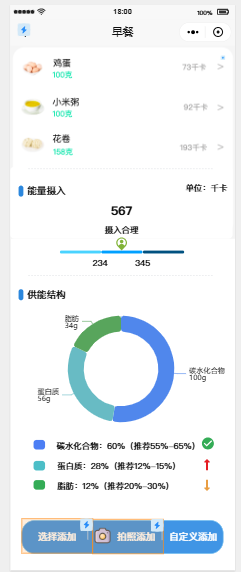 18:00
100%
早餐
鸡蛋
100克
73千卡
小米粥
100克
92千卡
花卷
158克
193千卡
能量摄入
单位：千卡
567
摄入合理
234 345
供能结构
脂肪
34g
碳水化合物
100g
蛋白质
56g
碳水化合物：60%（推荐55%-65%）
蛋白质：28%（推荐12%-15%）
脂肪：12%（推荐20%-30%）
选择添加 拍照添加 自定义添加